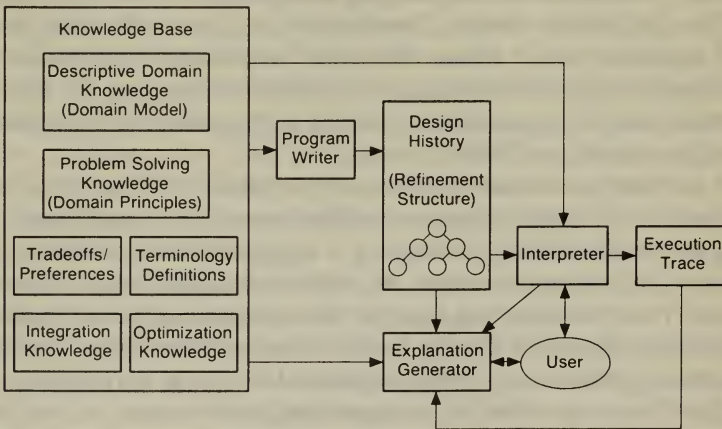 Knowledge Base
Descriptive Domain
Knowledge
(Domain Model)
Problem Solving
Knowledge
(Domain Principles)
Tradeoffs/
Preferences
Terminology
Definitions
Integration
Knowledge
Optimization
Knowledge
Program
Writer
Design
History
(Refinement
Structure)
Interpreter
Execution
Trace
Explanation
Generator
User